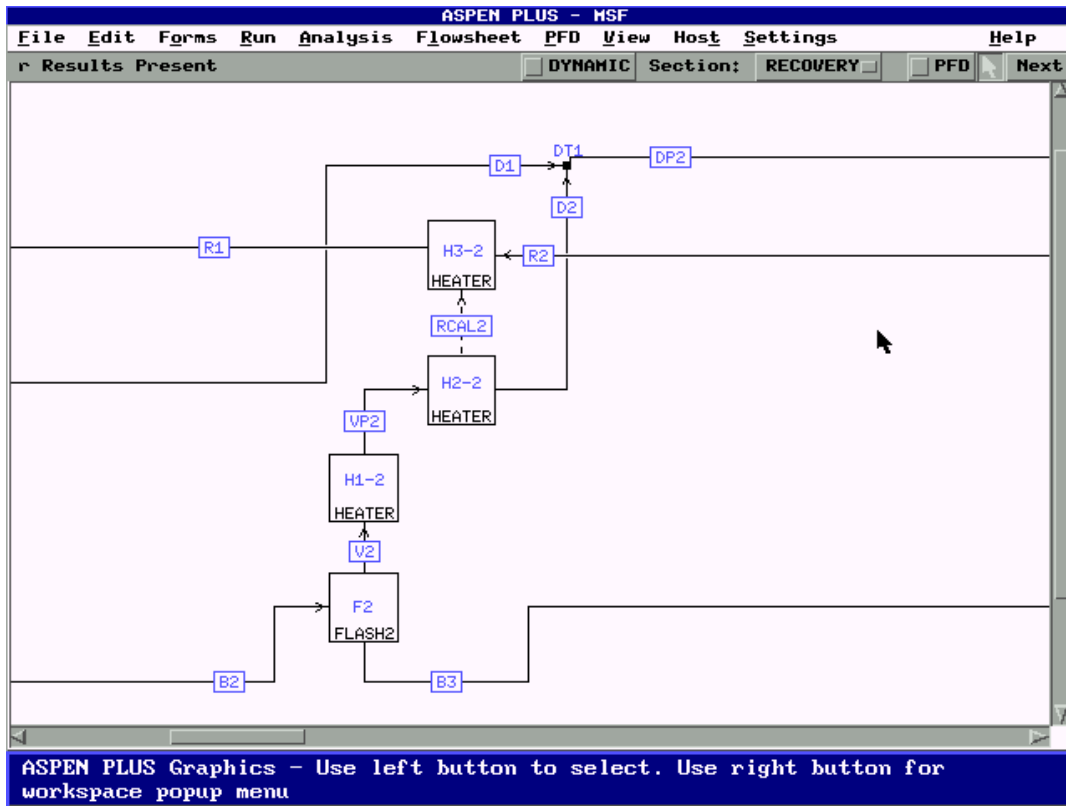 ASPEN PLUS - MSF
File Edit Forms Run Analysis Flowsheet PFD View Host Settings Help
r Results Present DYNAMIC Section: RECOVERY PFD Next
DT1
D1 DP2
D2
R1 H3-2 R2
HEATER
RCAL2
H2-2
HEATER
VP2
H1-2
HEATER
V2
F2
FLASH2
B2 B3
ASPEN PLUS Graphics - Use left button to select. Use right button for
workspace popup menu